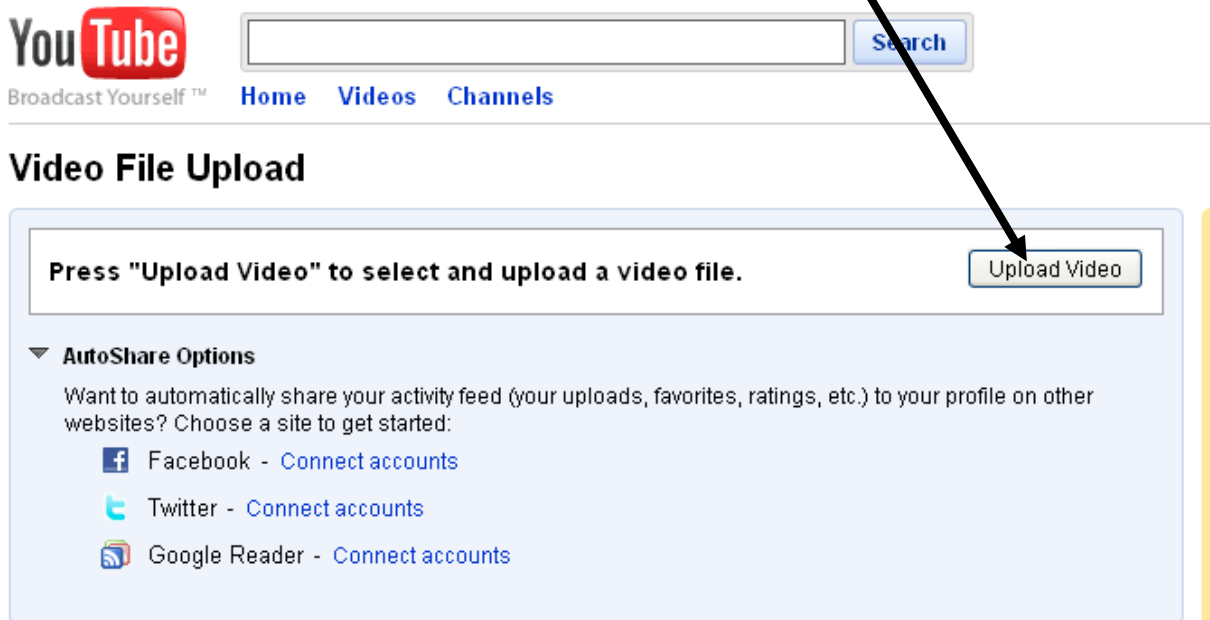 YouTube
Search
Broadcast Yourself ™
Home Videos Channels
Video File Upload
Press "Upload Video" to select and upload a video file.
Upload Video
AutoShare Options
Want to automatically share your activity feed (your uploads, favorites, ratings, etc.) to your profile on other
websites? Choose a site to get started:
Facebook - Connect accounts
Twitter - Connect accounts
Google Reader - Connect accounts